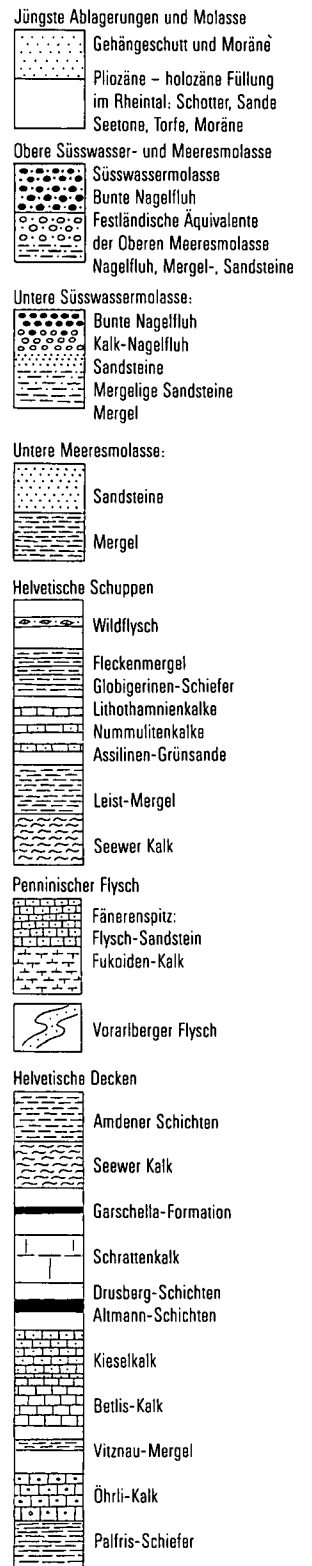 Jüngste Ablagerungen und Molasse
Gehängeschutt und Moräne
Pliozäne – holozäne Füllung
im Rheintal: Schotter, Sande
Seetone, Torfe, Moräne
Obere Süsswasser- und Meeresmolasse
Süsswassermolasse
Bunte Nagelfluh
Festländische Äquivalente
der Oberen Meeresmolasse
Nagelfluh, Mergel-, Sandsteine
Untere Süsswassermolasse:
Bunte Nagelfluh
Kalk-Nagelfluh
Sandsteine
Mergelige Sandsteine
Mergel
Untere Meeresmolasse:
Sandsteine
Mergel
Helvetische Schuppen
Wildflysch
Fleckenmergel
Globigerinen-Schiefer
Lithothamnienkalke
Nummulitenkalke
Assilinen-Grünsande
Leist-Mergel
Seewer Kalk
Penninischer Flysch
Fänerenspitz:
Flysch-Sandstein
Fukoiden-Kalk
Vorarlberger Flysch
Helvetische Decken
Amdener Schichten
Seewer Kalk
Garschella-Formation
Schrattenkalk
Drusberg-Schichten
Altmann-Schichten
Kieselkalk
Betlis-Kalk
Vitznau-Mergel
Öhrli-Kalk
Palfris-Schiefer